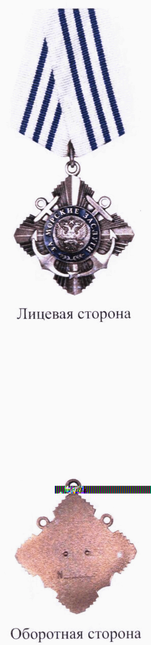 ЗА МОРСКИЕ ЗАСЛУГИ
Лицевая сторона
N
Оборотная сторона